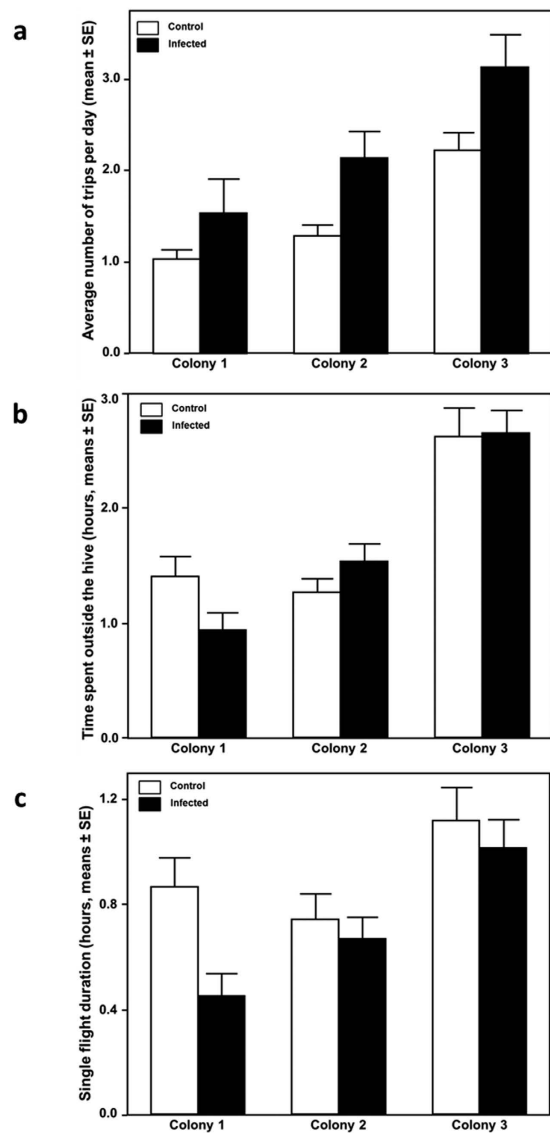 a
Average number of trips per day (mean ± SE)
Control
Infected
3.0
2.0
1.0
0.0
Colony 1 Colony 2 Colony 3
b
Time spent outside the hive (hours, means ± SE)
Control
Infected
3.0
2.0
1.0
0.0
Colony 1 Colony 2 Colony 3
c
Single flight duration (hours, means ± SE)
Control
Infected
1.2
0.8
0.4
0.0
Colony 1 Colony 2 Colony 3